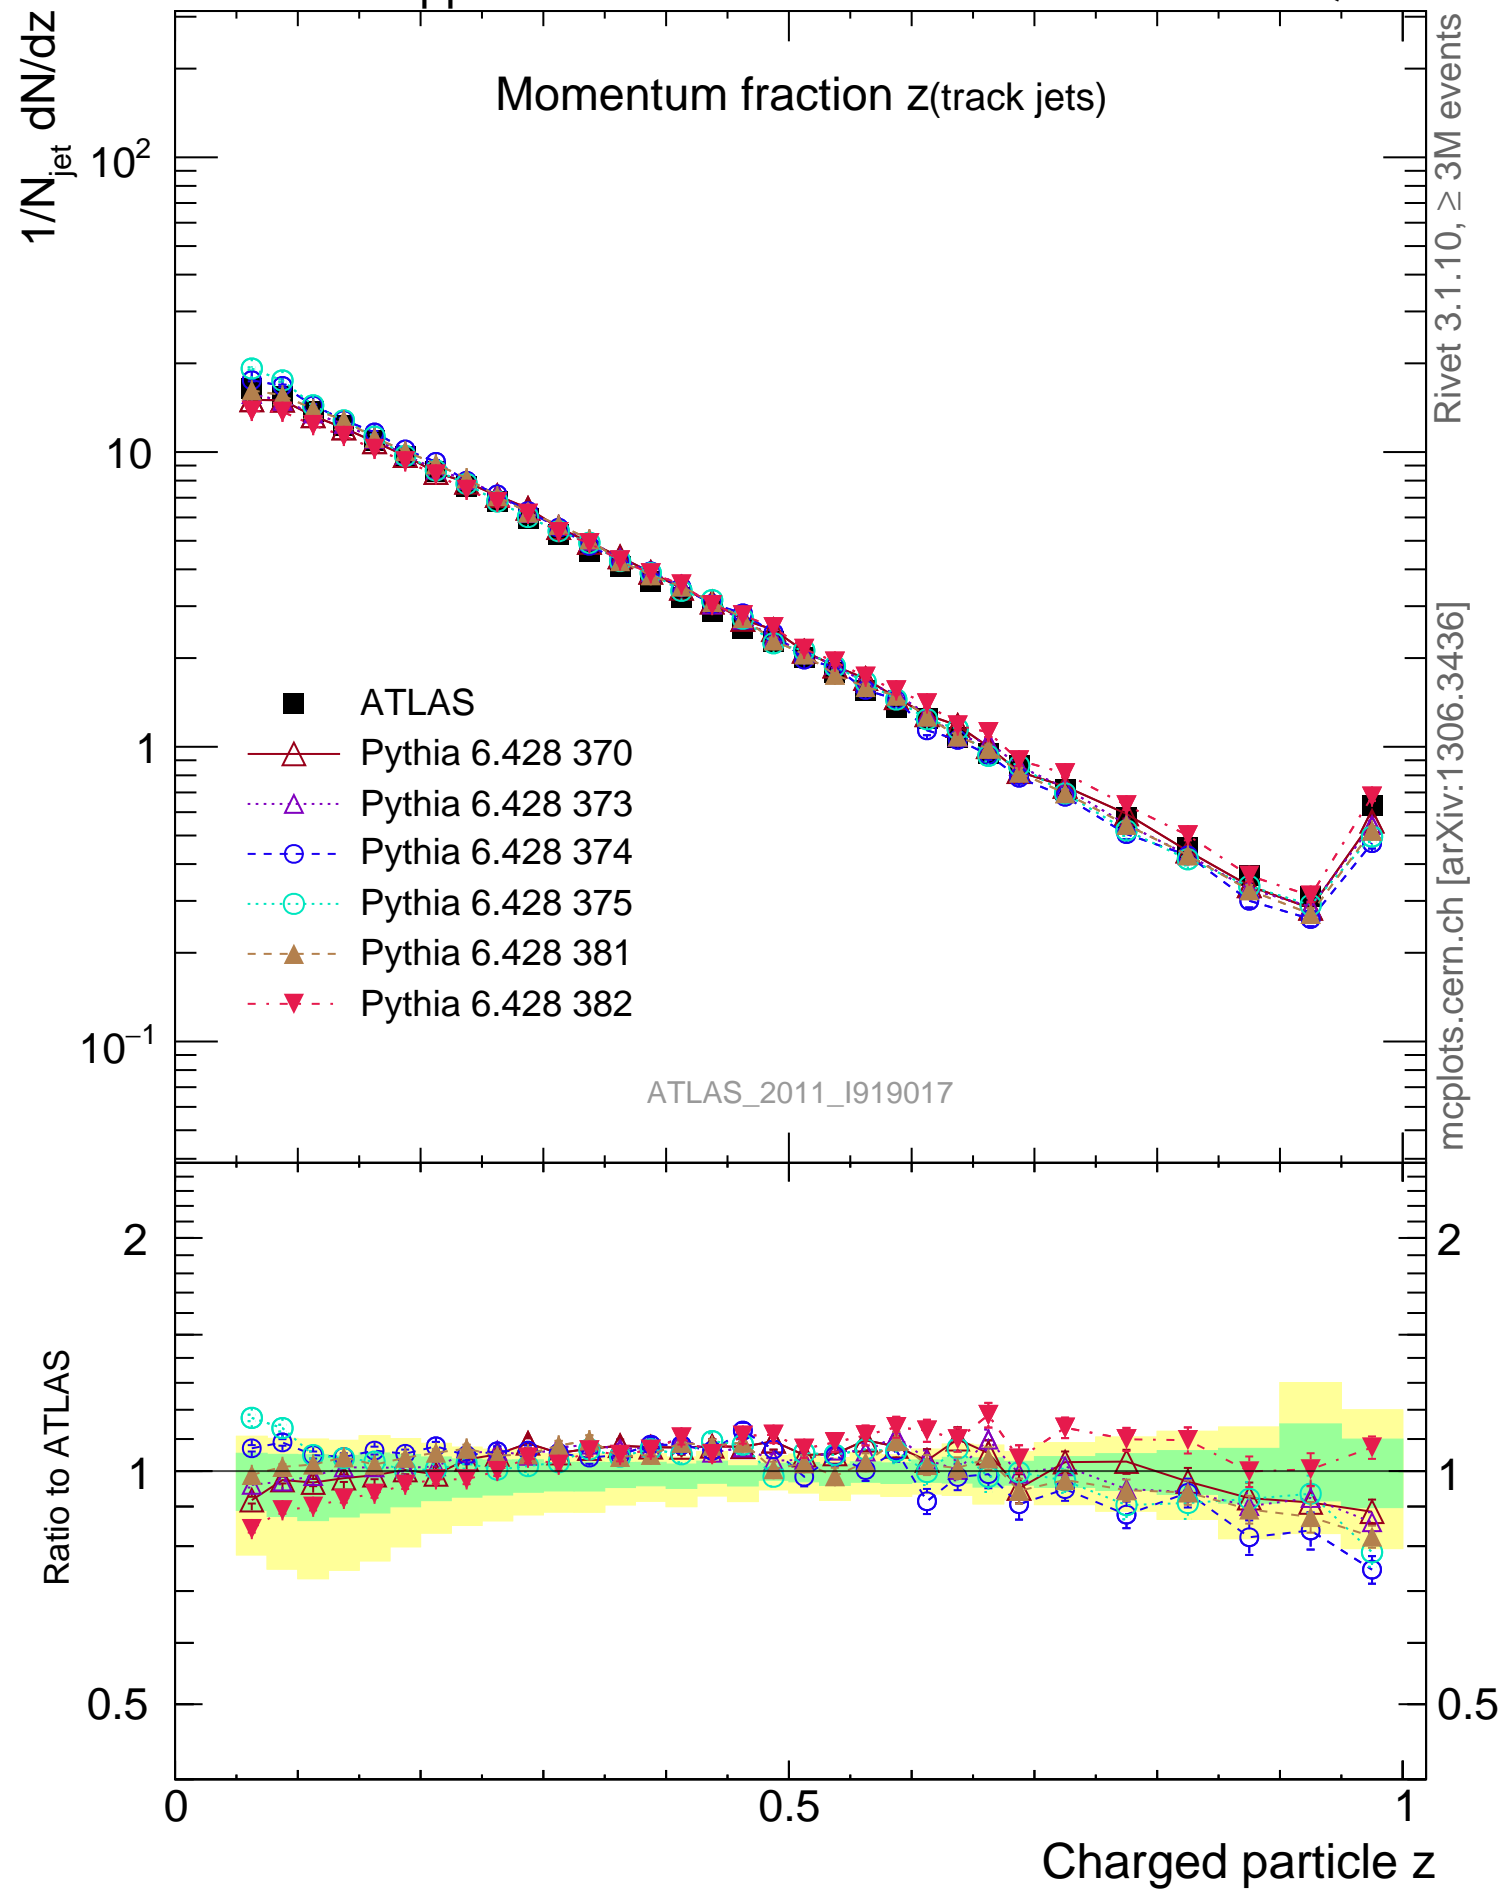 Momentum fraction z(track jets)
1/N_jet dN/dz
10²
10
1
10⁻¹
ATLAS
Pythia 6.428 370
Pythia 6.428 373
Pythia 6.428 374
Pythia 6.428 375
Pythia 6.428 381
Pythia 6.428 382
ATLAS_2011_I919017
Rivet 3.1.10, ≥ 3M events
mcplots.cern.ch [arXiv:1306.3436]
Ratio to ATLAS
2
1
0.5
2
1
0.5
0
0.5
1
Charged particle z